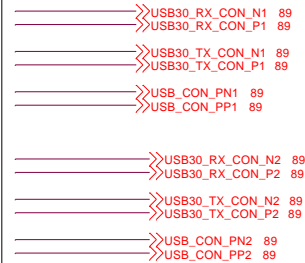 USB30_RX_CON_N1 89
USB30_RX_CON_P1 89
USB30_TX_CON_N1 89
USB30_TX_CON_P1 89
USB_CON_PN1 89
USB_CON_PP1 89
USB30_RX_CON_N2 89
USB30_RX_CON_P2 89
USB30_TX_CON_N2 89
USB30_TX_CON_P2 89
USB_CON_PN2 89
USB_CON_PP2 89